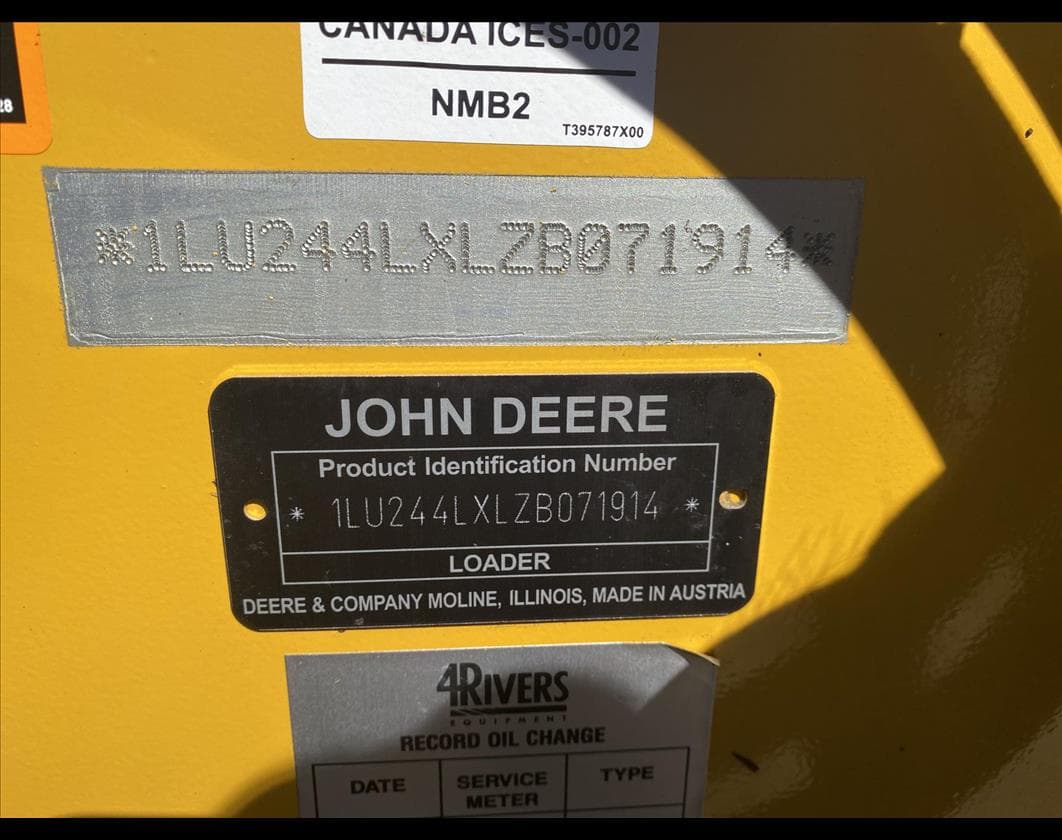 CANADA ICES-002
NMB2
T395787X00
28
*1LU244LXLZB071914*
JOHN DEERE
Product Identification Number
* 1LU244LXLZB071914 *
LOADER
DEERE & COMPANY MOLINE, ILLINOIS, MADE IN AUSTRIA
4RIVERS
EQUIPMENT
RECORD OIL CHANGE
DATE SERVICE METER TYPE